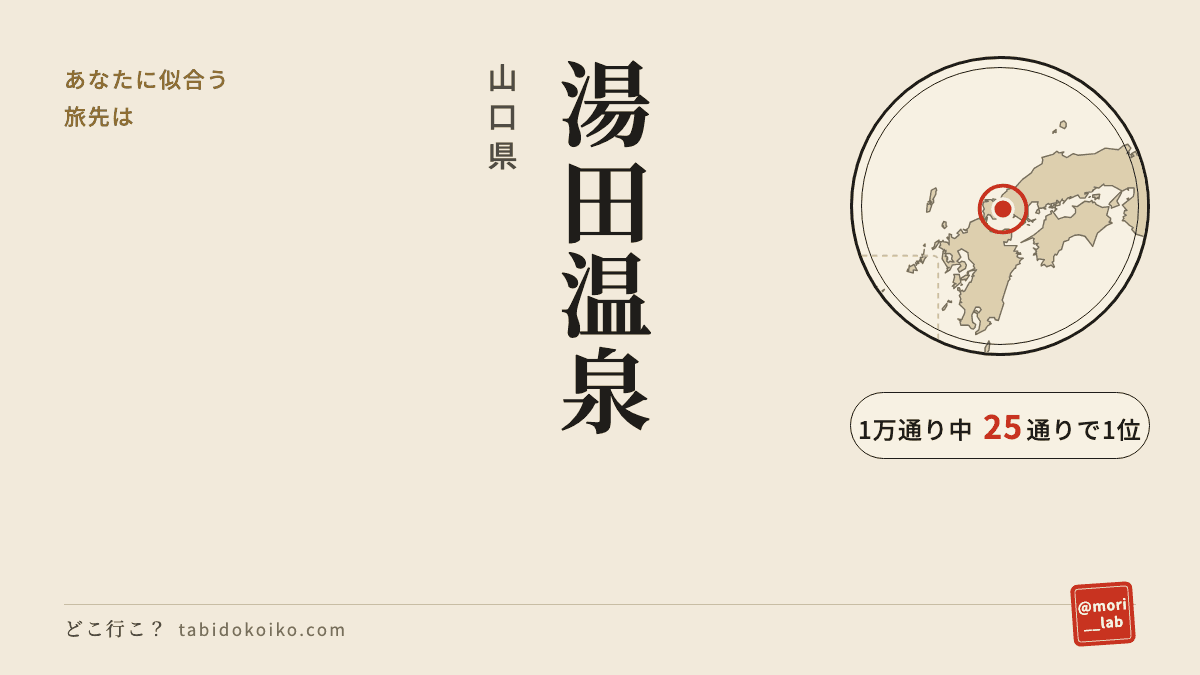 あなたに似合う
旅先は
湯田温泉
山口県
1万通り中 25通りで1位
どこ行こ？ tabidokoiko.com
@mori
__lab